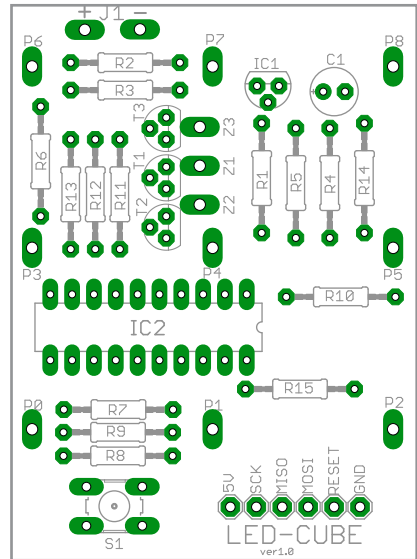 + J1 -
P6
P7
P8
R2
IC1
C1
+
R3
T3
Z3
R6
T1
Z1
R13
R12
R11
R1
R5
R4
R14
T2
Z2
P3
P4
P5
R10
IC2
R15
P0
R7
P1
P2
R9
R8
5V
SCK
MISO
MOSI
RESET
GND
S1
LED-CUBE
ver1.0